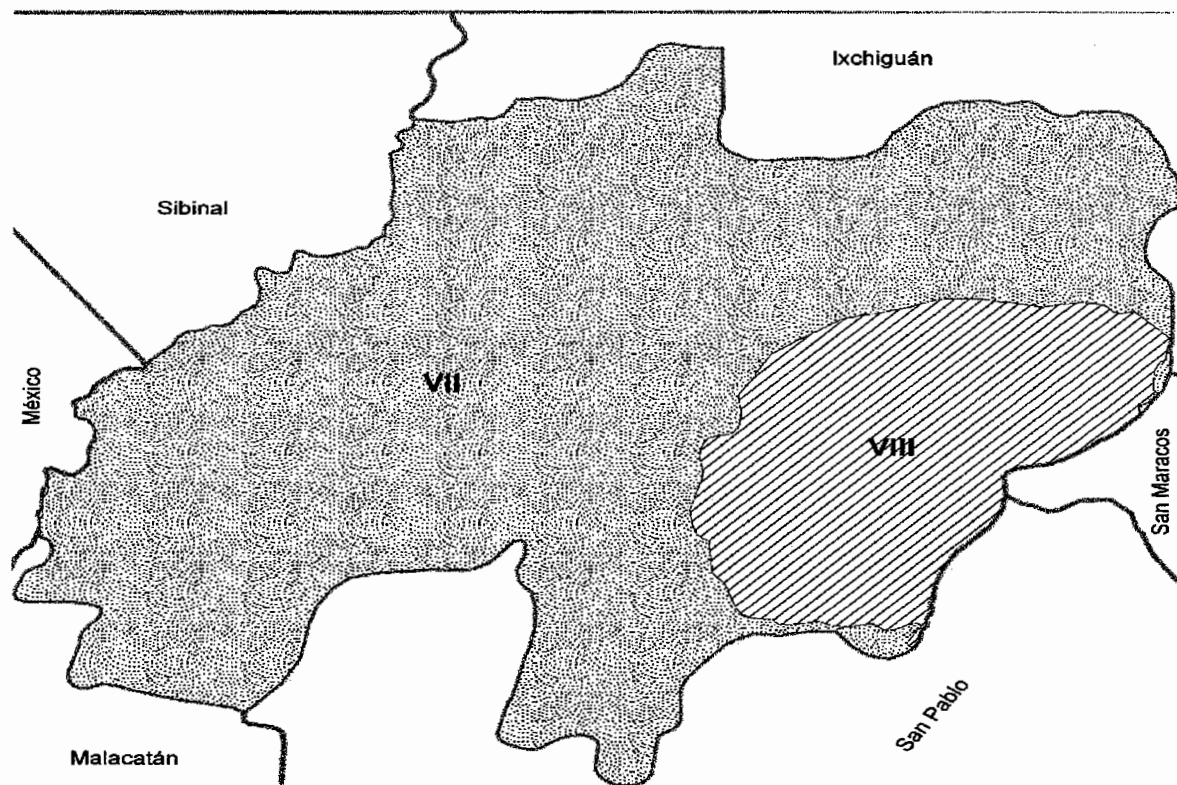 Ixchiguán
Sibinal
México
VII
VIII
San Maracos
San Pablo
Malacatán